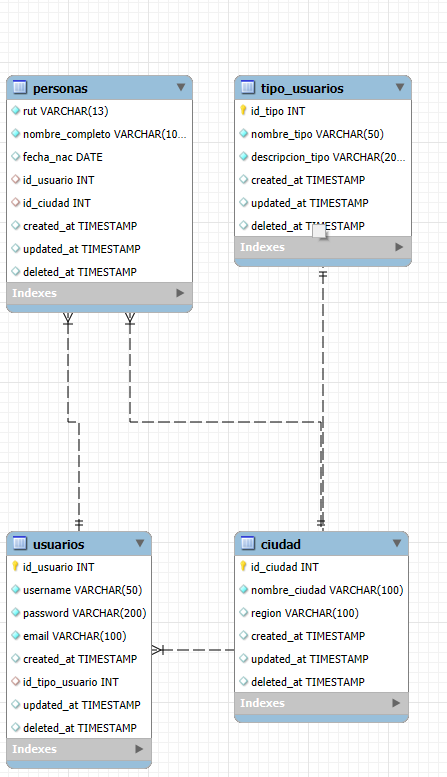 personas
rut VARCHAR(13)
nombre_completo VARCHAR(10...
fecha_nac DATE
id_usuario INT
id_ciudad INT
created_at TIMESTAMP
updated_at TIMESTAMP
deleted_at TIMESTAMP
Indexes
tipo_usuarios
id_tipo INT
nombre_tipo VARCHAR(50)
descripcion_tipo VARCHAR(20...
created_at TIMESTAMP
updated_at TIMESTAMP
deleted_at TIMESTAMP
Indexes
usuarios
id_usuario INT
username VARCHAR(50)
password VARCHAR(200)
email VARCHAR(100)
created_at TIMESTAMP
id_tipo_usuario INT
updated_at TIMESTAMP
deleted_at TIMESTAMP
Indexes
ciudad
id_ciudad INT
nombre_ciudad VARCHAR(100)
region VARCHAR(100)
created_at TIMESTAMP
updated_at TIMESTAMP
deleted_at TIMESTAMP
Indexes